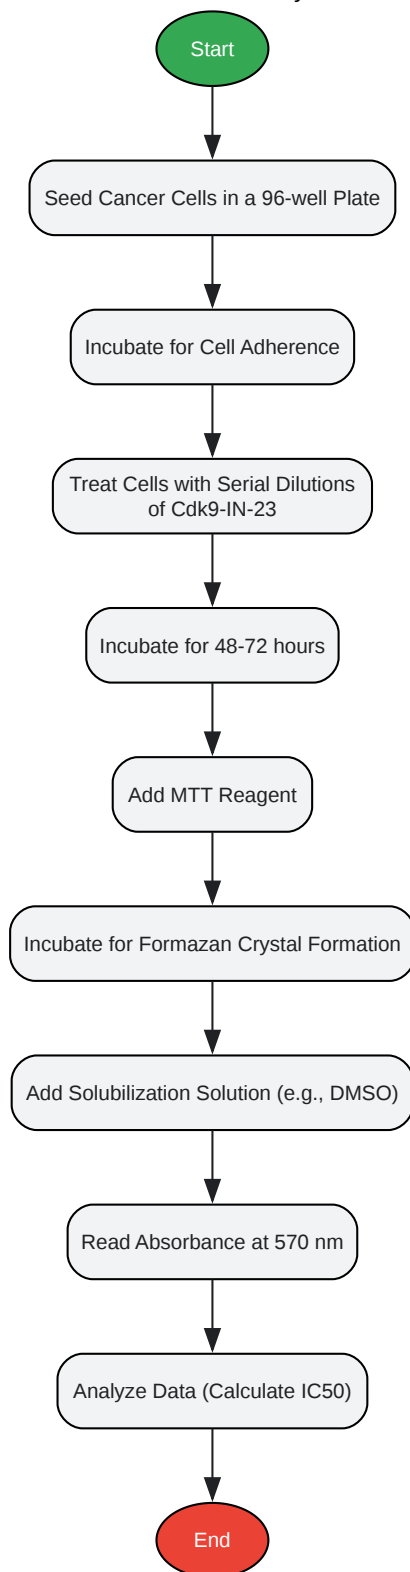 Start
Seed Cancer Cells in a 96-well Plate
Incubate for Cell Adherence
Treat Cells with Serial Dilutions
of Cdk9-IN-23
Incubate for 48-72 hours
Add MTT Reagent
Incubate for Formazan Crystal Formation
Add Solubilization Solution (e.g., DMSO)
Read Absorbance at 570 nm
Analyze Data (Calculate IC50)
End